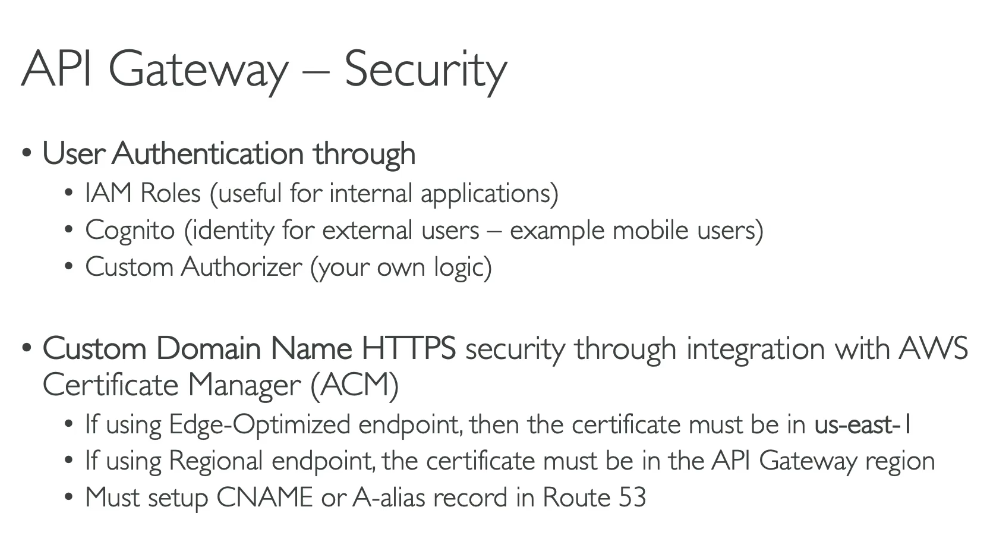 API Gateway – Security
• User Authentication through
• IAM Roles (useful for internal applications)
• Cognito (identity for external users – example mobile users)
• Custom Authorizer (your own logic)
• Custom Domain Name HTTPS security through integration with AWS
Certificate Manager (ACM)
• If using Edge-Optimized endpoint, then the certificate must be in us-east-1
• If using Regional endpoint, the certificate must be in the API Gateway region
• Must setup CNAME or A-alias record in Route 53